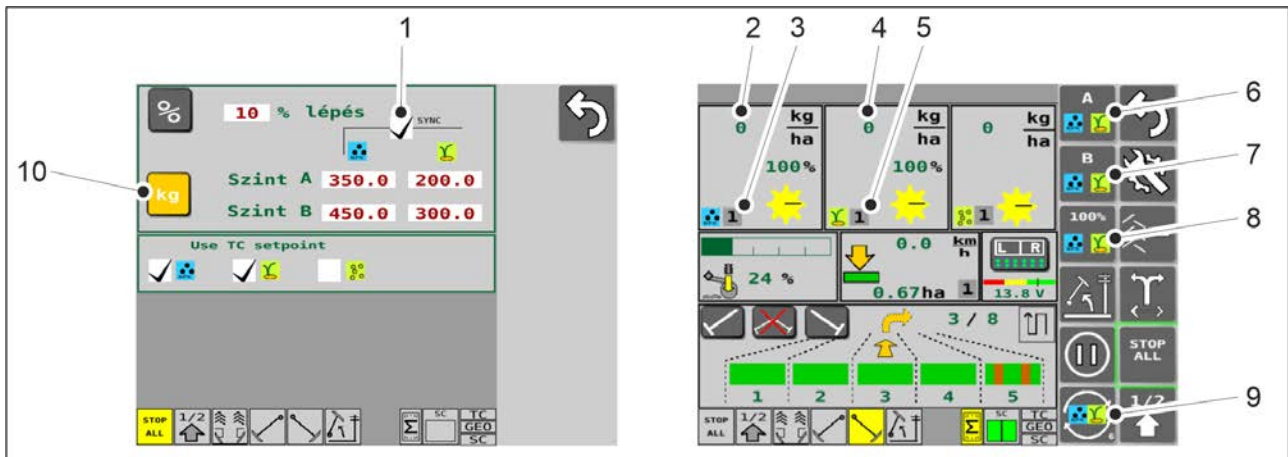 1
2
3
4
5
6
7
8
9
10
%
10 % lépés
SYNC
kg
Szint A 350.0 200.0
Szint B 450.0 300.0
Use TC setpoint
STOP ALL
1/2
Σ
SC
TC
GEO
SC
0 kg/ha
100%
1
0 kg/ha
100%
1
0 kg/ha
1
24 %
0.0 km/h
0.67ha 1
L R
13.8 V
3 / 8
1 2 3 4 5
STOP ALL
1/2
Σ
SC
TC
GEO
SC
A
B
100%
STOP ALL
1/2
6